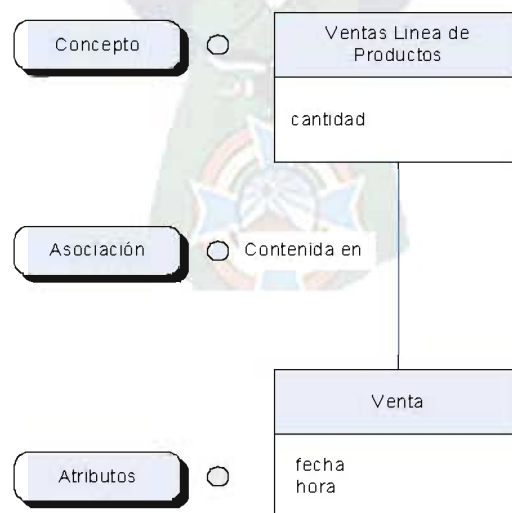 Concepto
Ventas Linea de
Productos
cantidad
Asociación
Contenida en
Venta
Atributos
fecha
hora